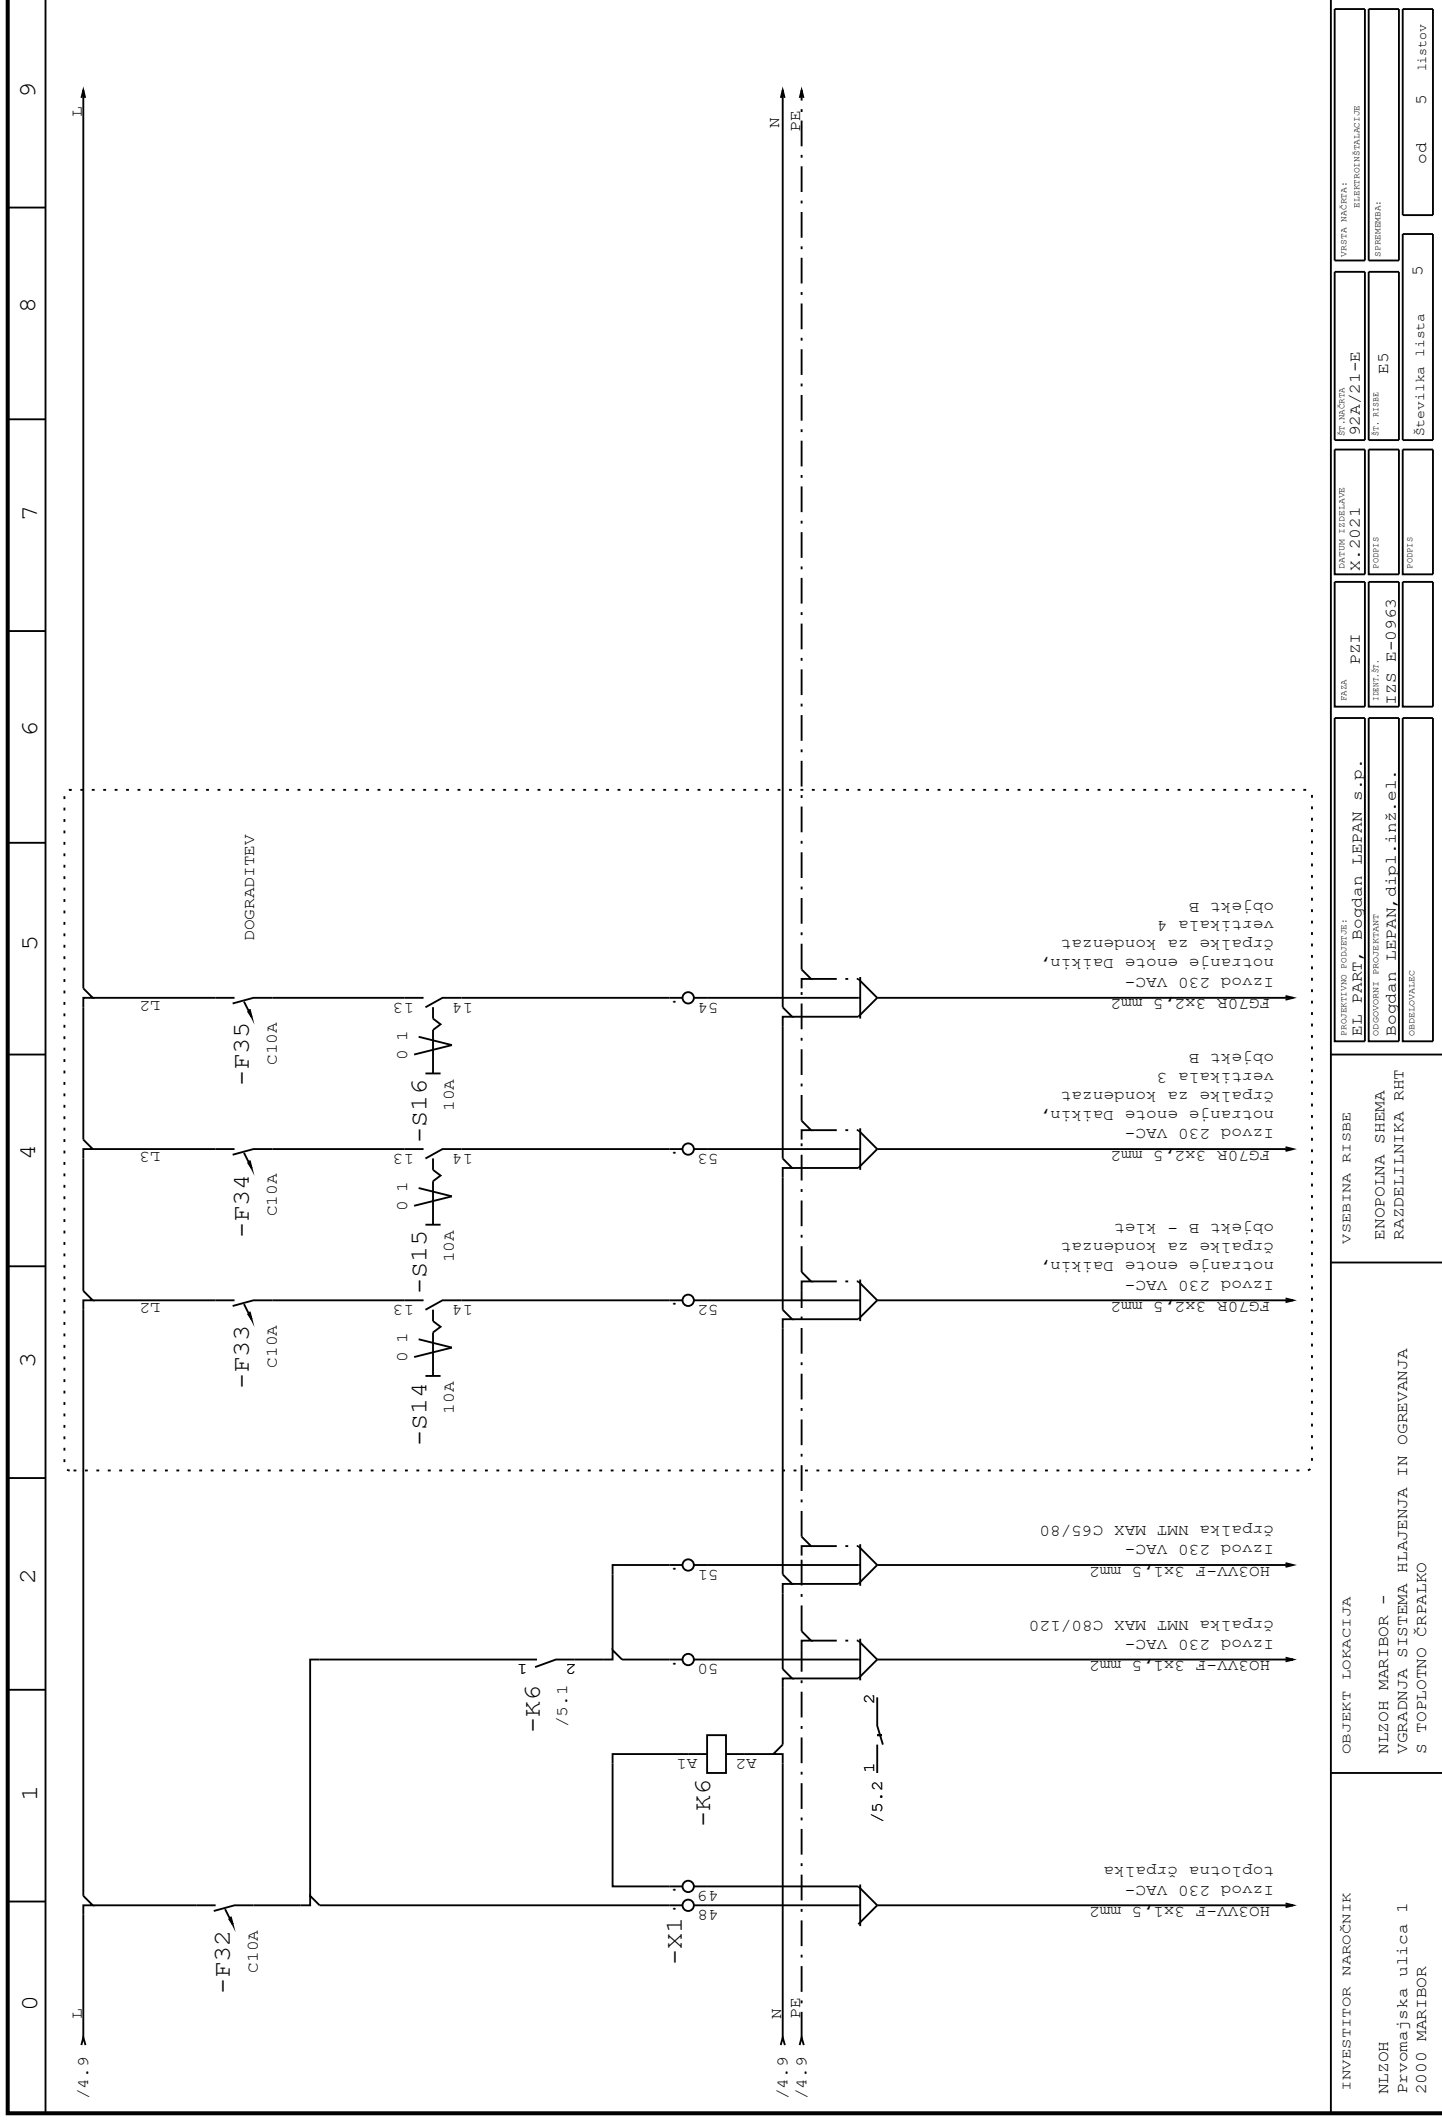 0 1 2 3 4 5 6 7 8 9
/4.9 L L
-F32
C10A
-F33
C10A
L2
-F34
C10A
L3
-F35
C10A
L2
DOGRADITEV
-S14
10A
0 1
13 14
-S15
10A
0 1
13 14
-S16
10A
0 1
13 14
-K6
/5.1
1 2
-X1
48 49
-K6
A1 A2
50 51 52 53 54
/4.9 N N
/4.9 PE PE
/5.2 1 2
HO3VV-F 3x1,5 mm2
Izvod 230 VAC-
toplotna črpalka
HO3VV-F 3x1,5 mm2
Izvod 230 VAC-
črpalka NMT MAX C80/120
HO3VV-F 3x1,5 mm2
Izvod 230 VAC-
črpalka NMT MAX C65/80
FG70R 3x2,5 mm2
Izvod 230 VAC-
notranje enote Daikin,
črpalke za kondenzat
objekt B - klet
FG70R 3x2,5 mm2
Izvod 230 VAC-
notranje enote Daikin,
črpalke za kondenzat
vertikala 3
objekt B
FG70R 3x2,5 mm2
Izvod 230 VAC-
notranje enote Daikin,
črpalke za kondenzat
vertikala 4
objekt B
INVESTITOR NAROČNIK
NLZOH
Prvomajska ulica 1
2000 MARIBOR
OBJEKT LOKACIJA
NLZOH MARIBOR -
VGRADNJA SISTEMA HLAJENJA IN OGREVANJA
S TOPLOTNO ČRPALKO
VSEBINA RISBE
ENOPOLNA SHEMA
RAZDELILNIKA RHT
PROJEKTIVNO PODJETJE:
EL PART, Bogdan LEPAN s.p.
ODGOVORNI PROJEKTANT
Bogdan LEPAN,dipl.inž.el.
OBDELOVALEC
FAZA PZI
IDENT.ŠT.
IZS E-0963
DATUM IZDELAVE
X.2021
PODPIS
PODPIS
ŠT.NAČRTA
92A/21-E
ŠT. RISBE E5
Številka lista 5
VRSTA NAČRTA:
ELEKTROINŠTALACIJE
SPREMEMBA:
od 5 listov